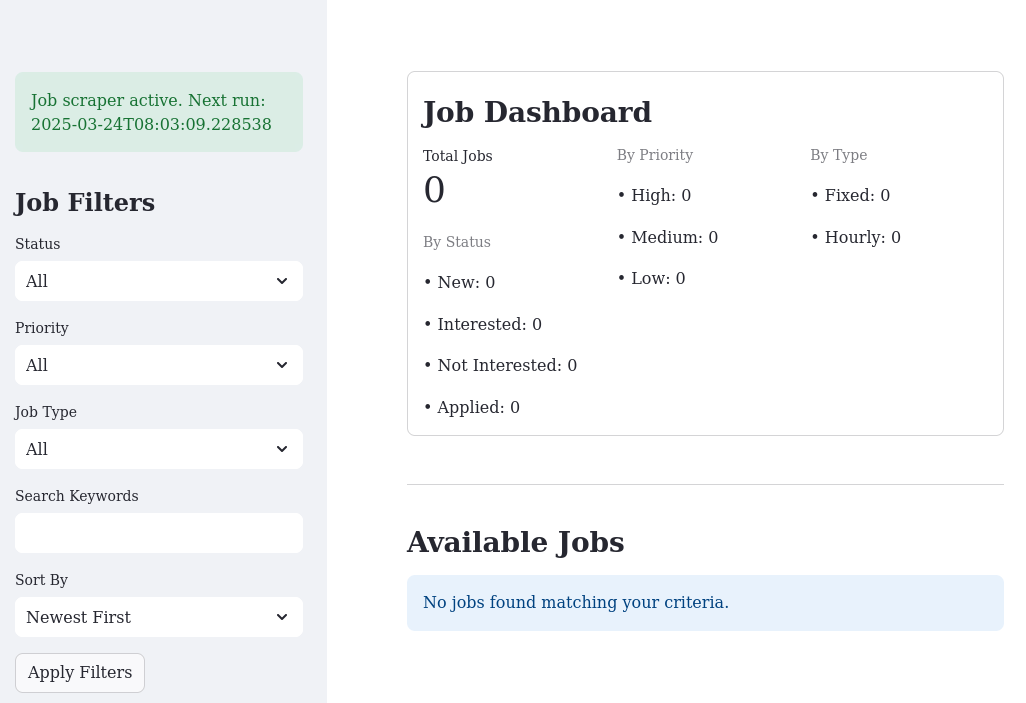 Job scraper active. Next run:
2025-03-24T08:03:09.228538
Job Filters
Status
All
Priority
All
Job Type
All
Search Keywords
Sort By
Newest First
Apply Filters
Job Dashboard
Total Jobs
0
By Status
• New: 0
• Interested: 0
• Not Interested: 0
• Applied: 0
By Priority
• High: 0
• Medium: 0
• Low: 0
By Type
• Fixed: 0
• Hourly: 0
Available Jobs
No jobs found matching your criteria.